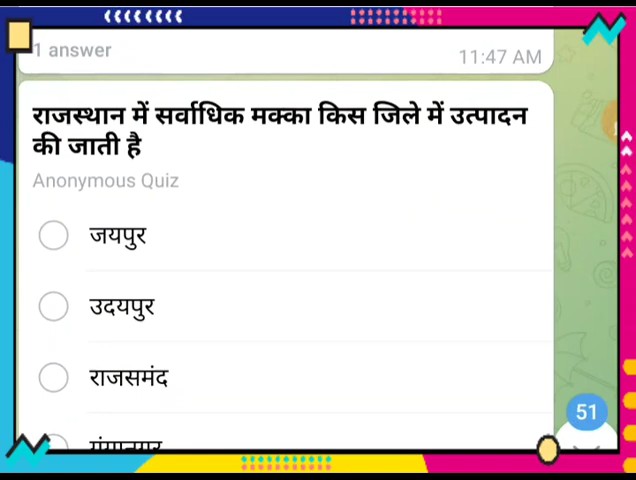 1 answer
11:47 AM
राजस्थान में सर्वाधिक मक्का किस जिले में उत्पादन
की जाती है
Anonymous Quiz
जयपुर
उदयपुर
राजसमंद
51